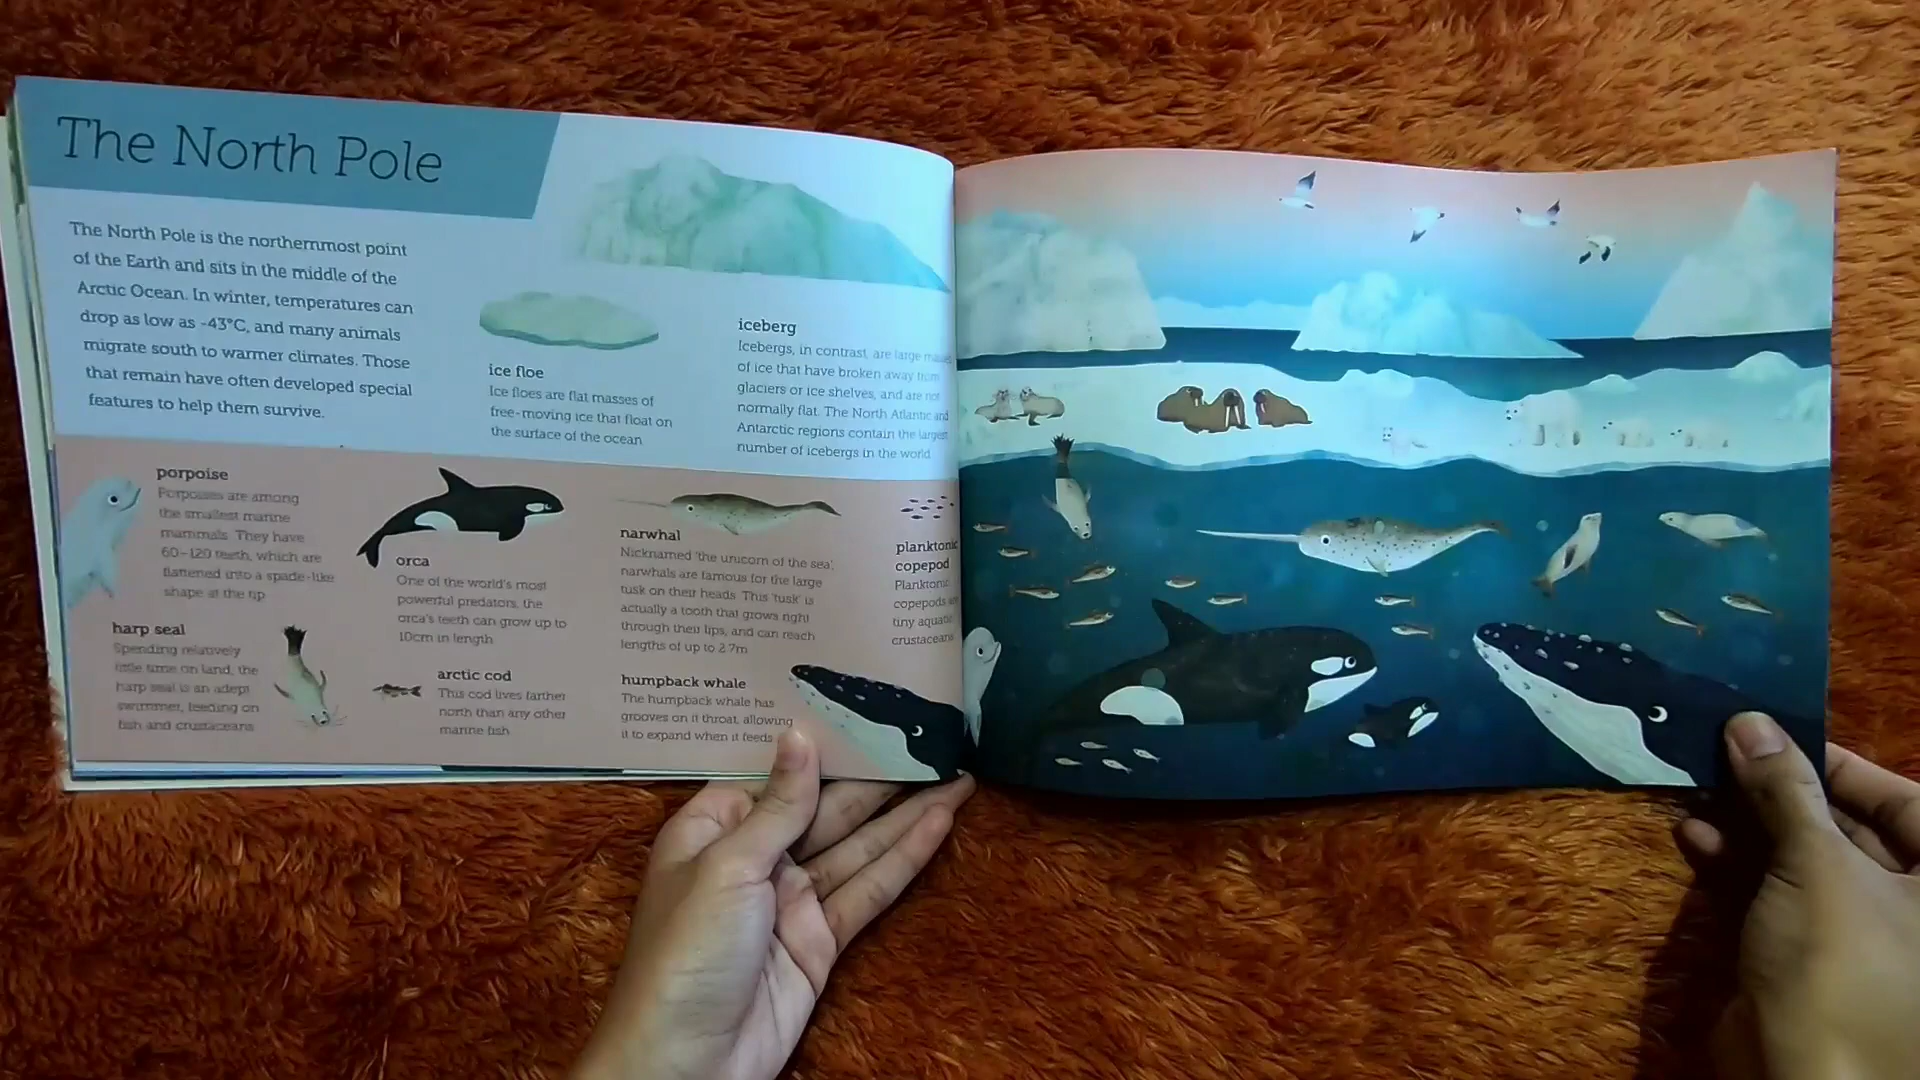 The North Pole
The North Pole is the northernmost point
of the Earth and sits in the middle of the
Arctic Ocean. In winter, temperatures can
drop as low as -43°C, and many animals
migrate south to warmer climates. Those
that remain have often developed special
features to help them survive.
ice floe
Ice floes are flat masses of
free-moving ice that float on
the surface of the ocean
iceberg
Icebergs, in contrast, are large masses
of ice that have broken away from
glaciers or ice shelves, and are not
normally flat. The North Atlantic and
Antarctic regions contain the largest
number of icebergs in the world.
porpoise
Porpoises are among
the smallest marine
mammals. They have
60-120 teeth, which are
flattened into a spade-like
shape at the tip
orca
One of the world's most
powerful predators, the
orca's teeth can grow up to
10cm in length
narwhal
Nicknamed 'the unicorn of the sea',
narwhals are famous for the large
tusk on their heads. This 'tusk' is
actually a tooth that grows right
through their lips, and can reach
lengths of up to 2.7m
planktonic
copepod
Planktonic
copepods
tiny aquatic
crustaceans
harp seal
Spending relatively
little time on land, the
harp seal is an adept
swimmer, feeding on
fish and crustaceans
arctic cod
This cod lives farther
north than any other
marine fish
humpback whale
The humpback whale has
grooves on it throat, allowing
it to expand when it feeds